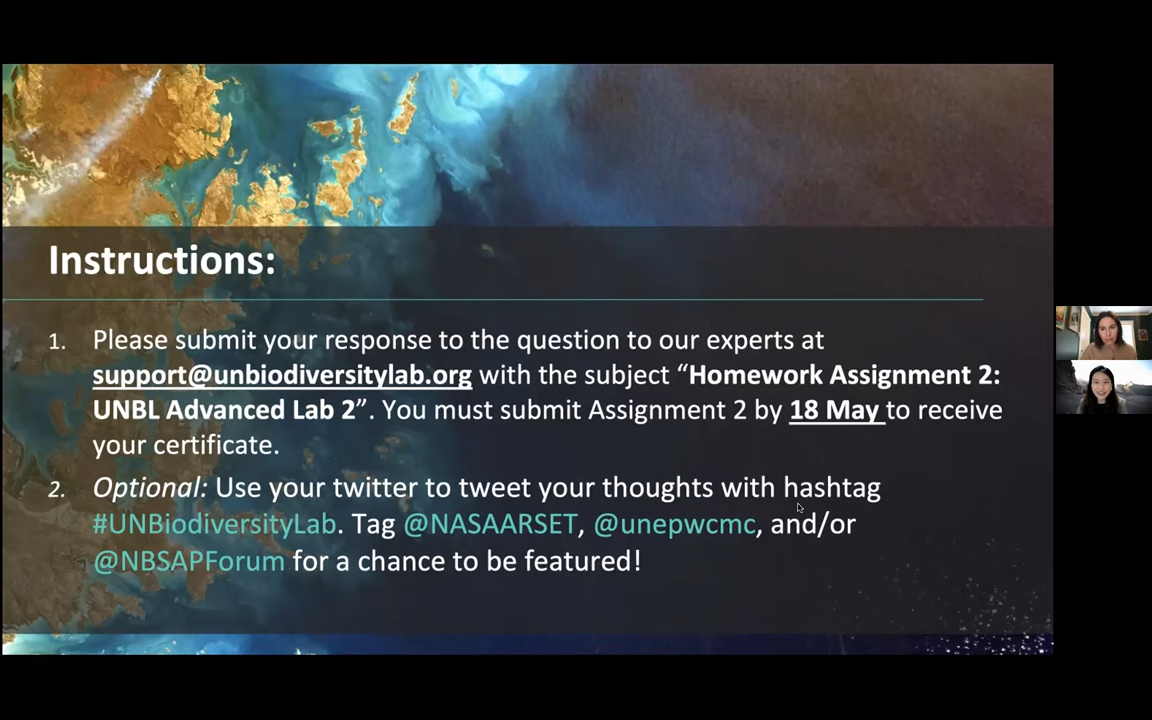 Instructions:
1. Please submit your response to the question to our experts at
support@unbiodiversitylab.org with the subject “Homework Assignment 2:
UNBL Advanced Lab 2”. You must submit Assignment 2 by 18 May to receive
your certificate.
2. Optional: Use your twitter to tweet your thoughts with hashtag
#UNBiodiversityLab. Tag @NASAARSET, @unepwcmc, and/or
@NBSAPForum for a chance to be featured!